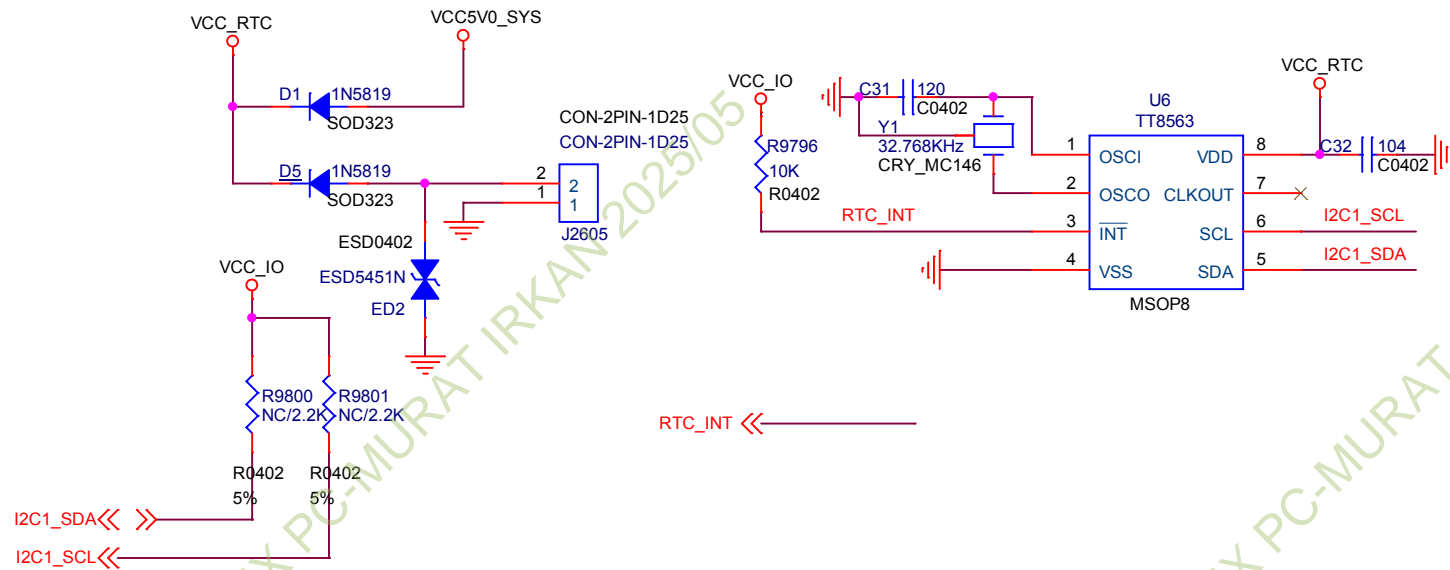 VCC_RTC
VCC5V0_SYS
D1
1N5819
SOD323
D5
1N5819
SOD323
CON-2PIN-1D25
CON-2PIN-1D25
2
1
2
1
J2605
ESD0402
ESD5451N
ED2
VCC_IO
R9800
NC/2.2K
R9801
NC/2.2K
R0402
5%
R0402
5%
I2C1_SDA
I2C1_SCL
VCC_IO
R9796
10K
R0402
RTC_INT
C31
120
C0402
Y1
32.768KHz
CRY_MC146
U6
TT8563
1
OSCI
VDD
8
2
OSCO
CLKOUT
7
3
INT
SCL
6
4
VSS
SDA
5
MSOP8
VCC_RTC
C32
104
C0402
I2C1_SCL
I2C1_SDA
RTC_INT
X PC-MURAT IRKAN 2025/05
X PC-MURAT